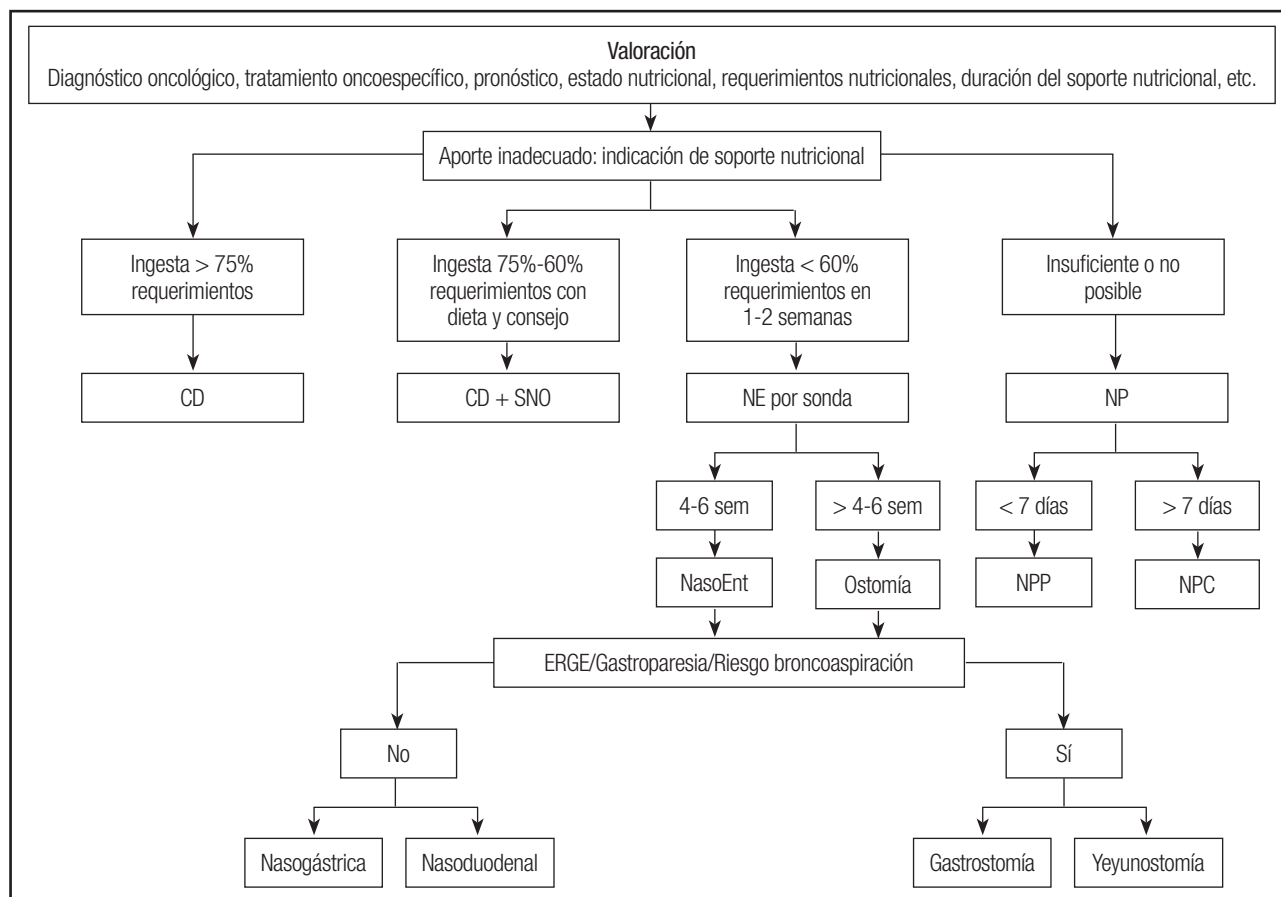 Valoración
Diagnóstico oncológico, tratamiento oncoespecífico, pronóstico, estado nutricional, requerimientos nutricionales, duración del soporte nutricional, etc.
Aporte inadecuado: indicación de soporte nutricional
Ingesta > 75%
requerimientos
Ingesta 75%-60%
requerimientos con
dieta y consejo
Ingesta < 60%
requerimientos en
1-2 semanas
Insuficiente o no
posible
CD
CD + SNO
NE por sonda
NP
4-6 sem
> 4-6 sem
< 7 días
> 7 días
NasoEnt
Ostomía
NPP
NPC
ERGE/Gastroparesia/Riesgo broncoaspiración
No
Sí
Nasogástrica
Nasoduodenal
Gastrostomía
Yeyunostomía